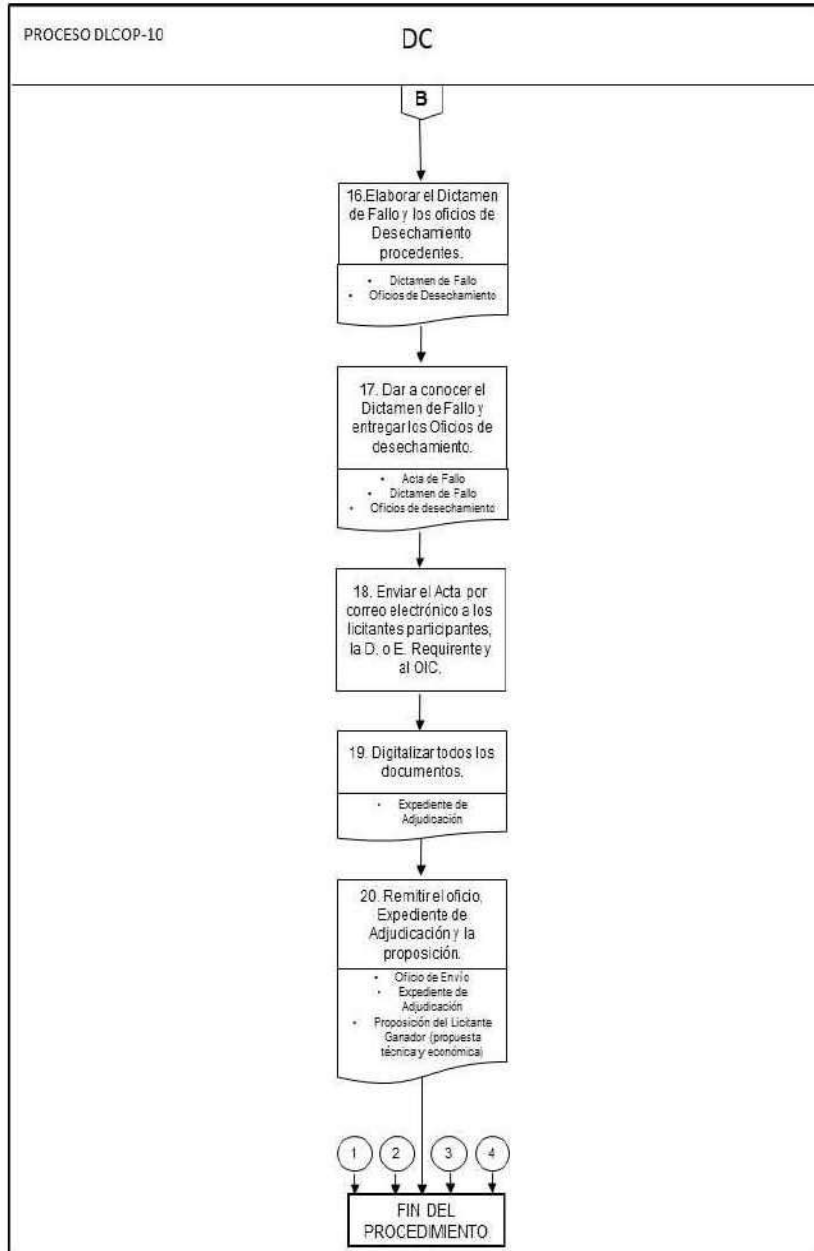 PROCESO DLCOP-10
DC
B
16.Elaborar el Dictamen
de Fallo y los oficios de
Desechamiento
procedentes.
• Dictamen de Fallo
• Oficios de Desechamiento
17. Dar a conocer el
Dictamen de Fallo y
entregar los Oficios de
desechamiento.
• Acta de Fallo
• Dictamen de Fallo
• Oficios de desechamiento
18. Enviar el Acta por
correo electrónico a los
licitantes participantes,
la D. o E. Requirente y
al OIC.
19. Digitalizar todos los
documentos.
• Expediente de
Adjudicación
20. Remitir el oficio,
Expediente de
Adjudicación y la
proposición.
• Oficio de Envío
• Expediente de
Adjudicación
• Proposición del Licitante
Ganador (propuesta
técnica y económica)
1 2 3 4
FIN DEL
PROCEDIMIENTO